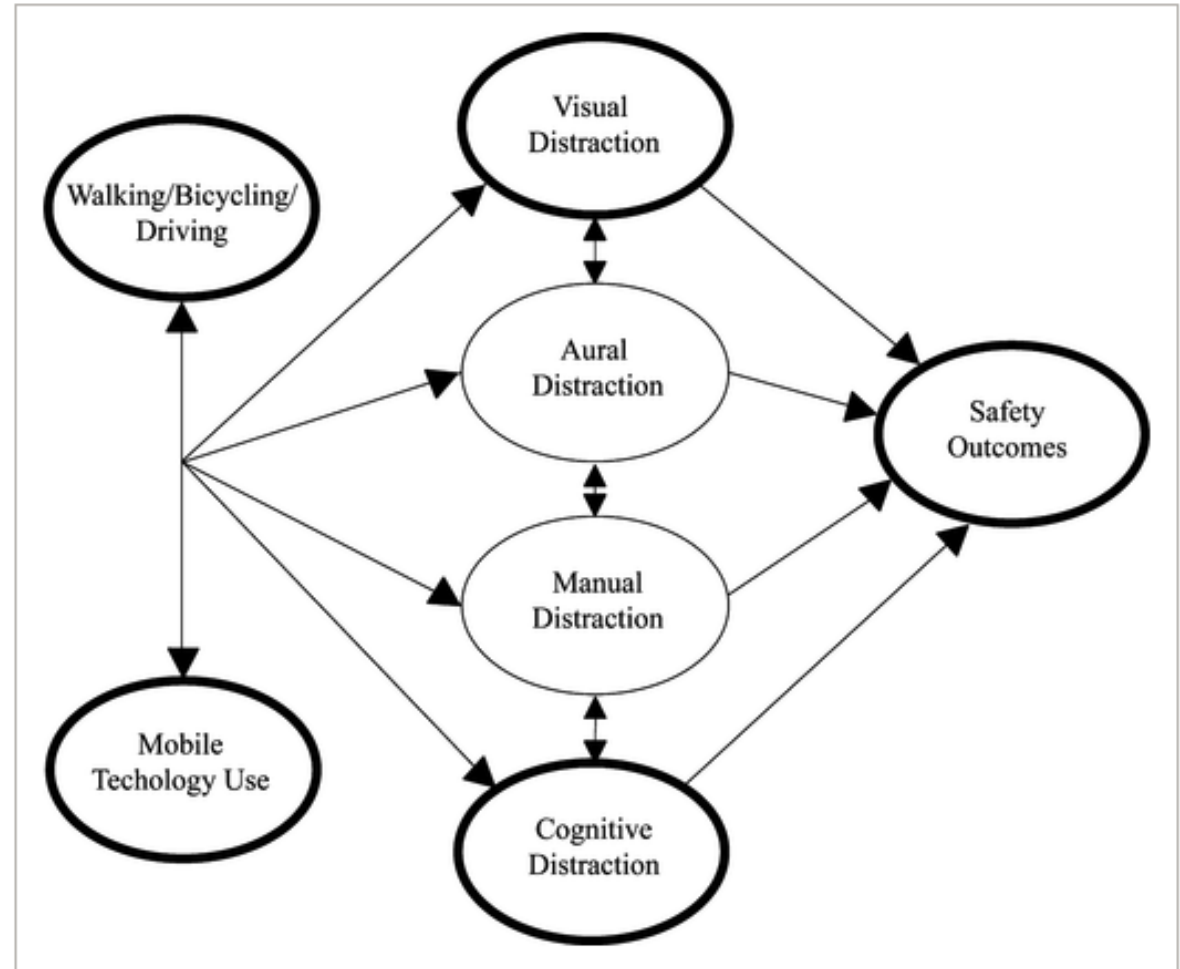 Visual
Distraction
Walking/Bicycling/
Driving
Aural
Distraction
Safety
Outcomes
Manual
Distraction
Mobile
Techology Use
Cognitive
Distraction